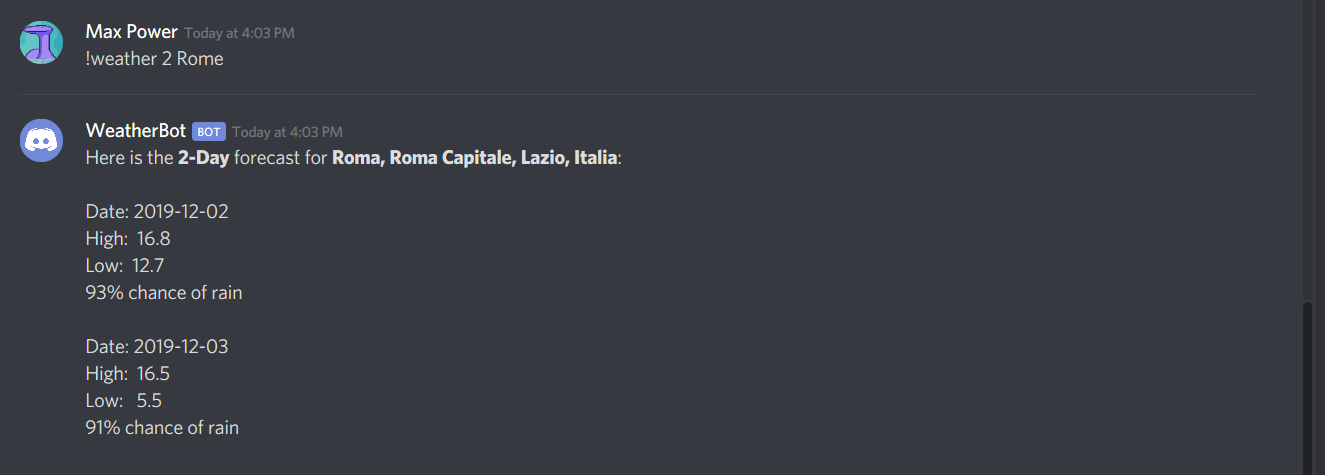 Max Power Today at 4:03 PM
!weather 2 Rome
WeatherBot BOT Today at 4:03 PM
Here is the 2-Day forecast for Roma, Roma Capitale, Lazio, Italia:
Date: 2019-12-02
High: 16.8
Low: 12.7
93% chance of rain
Date: 2019-12-03
High: 16.5
Low: 5.5
91% chance of rain